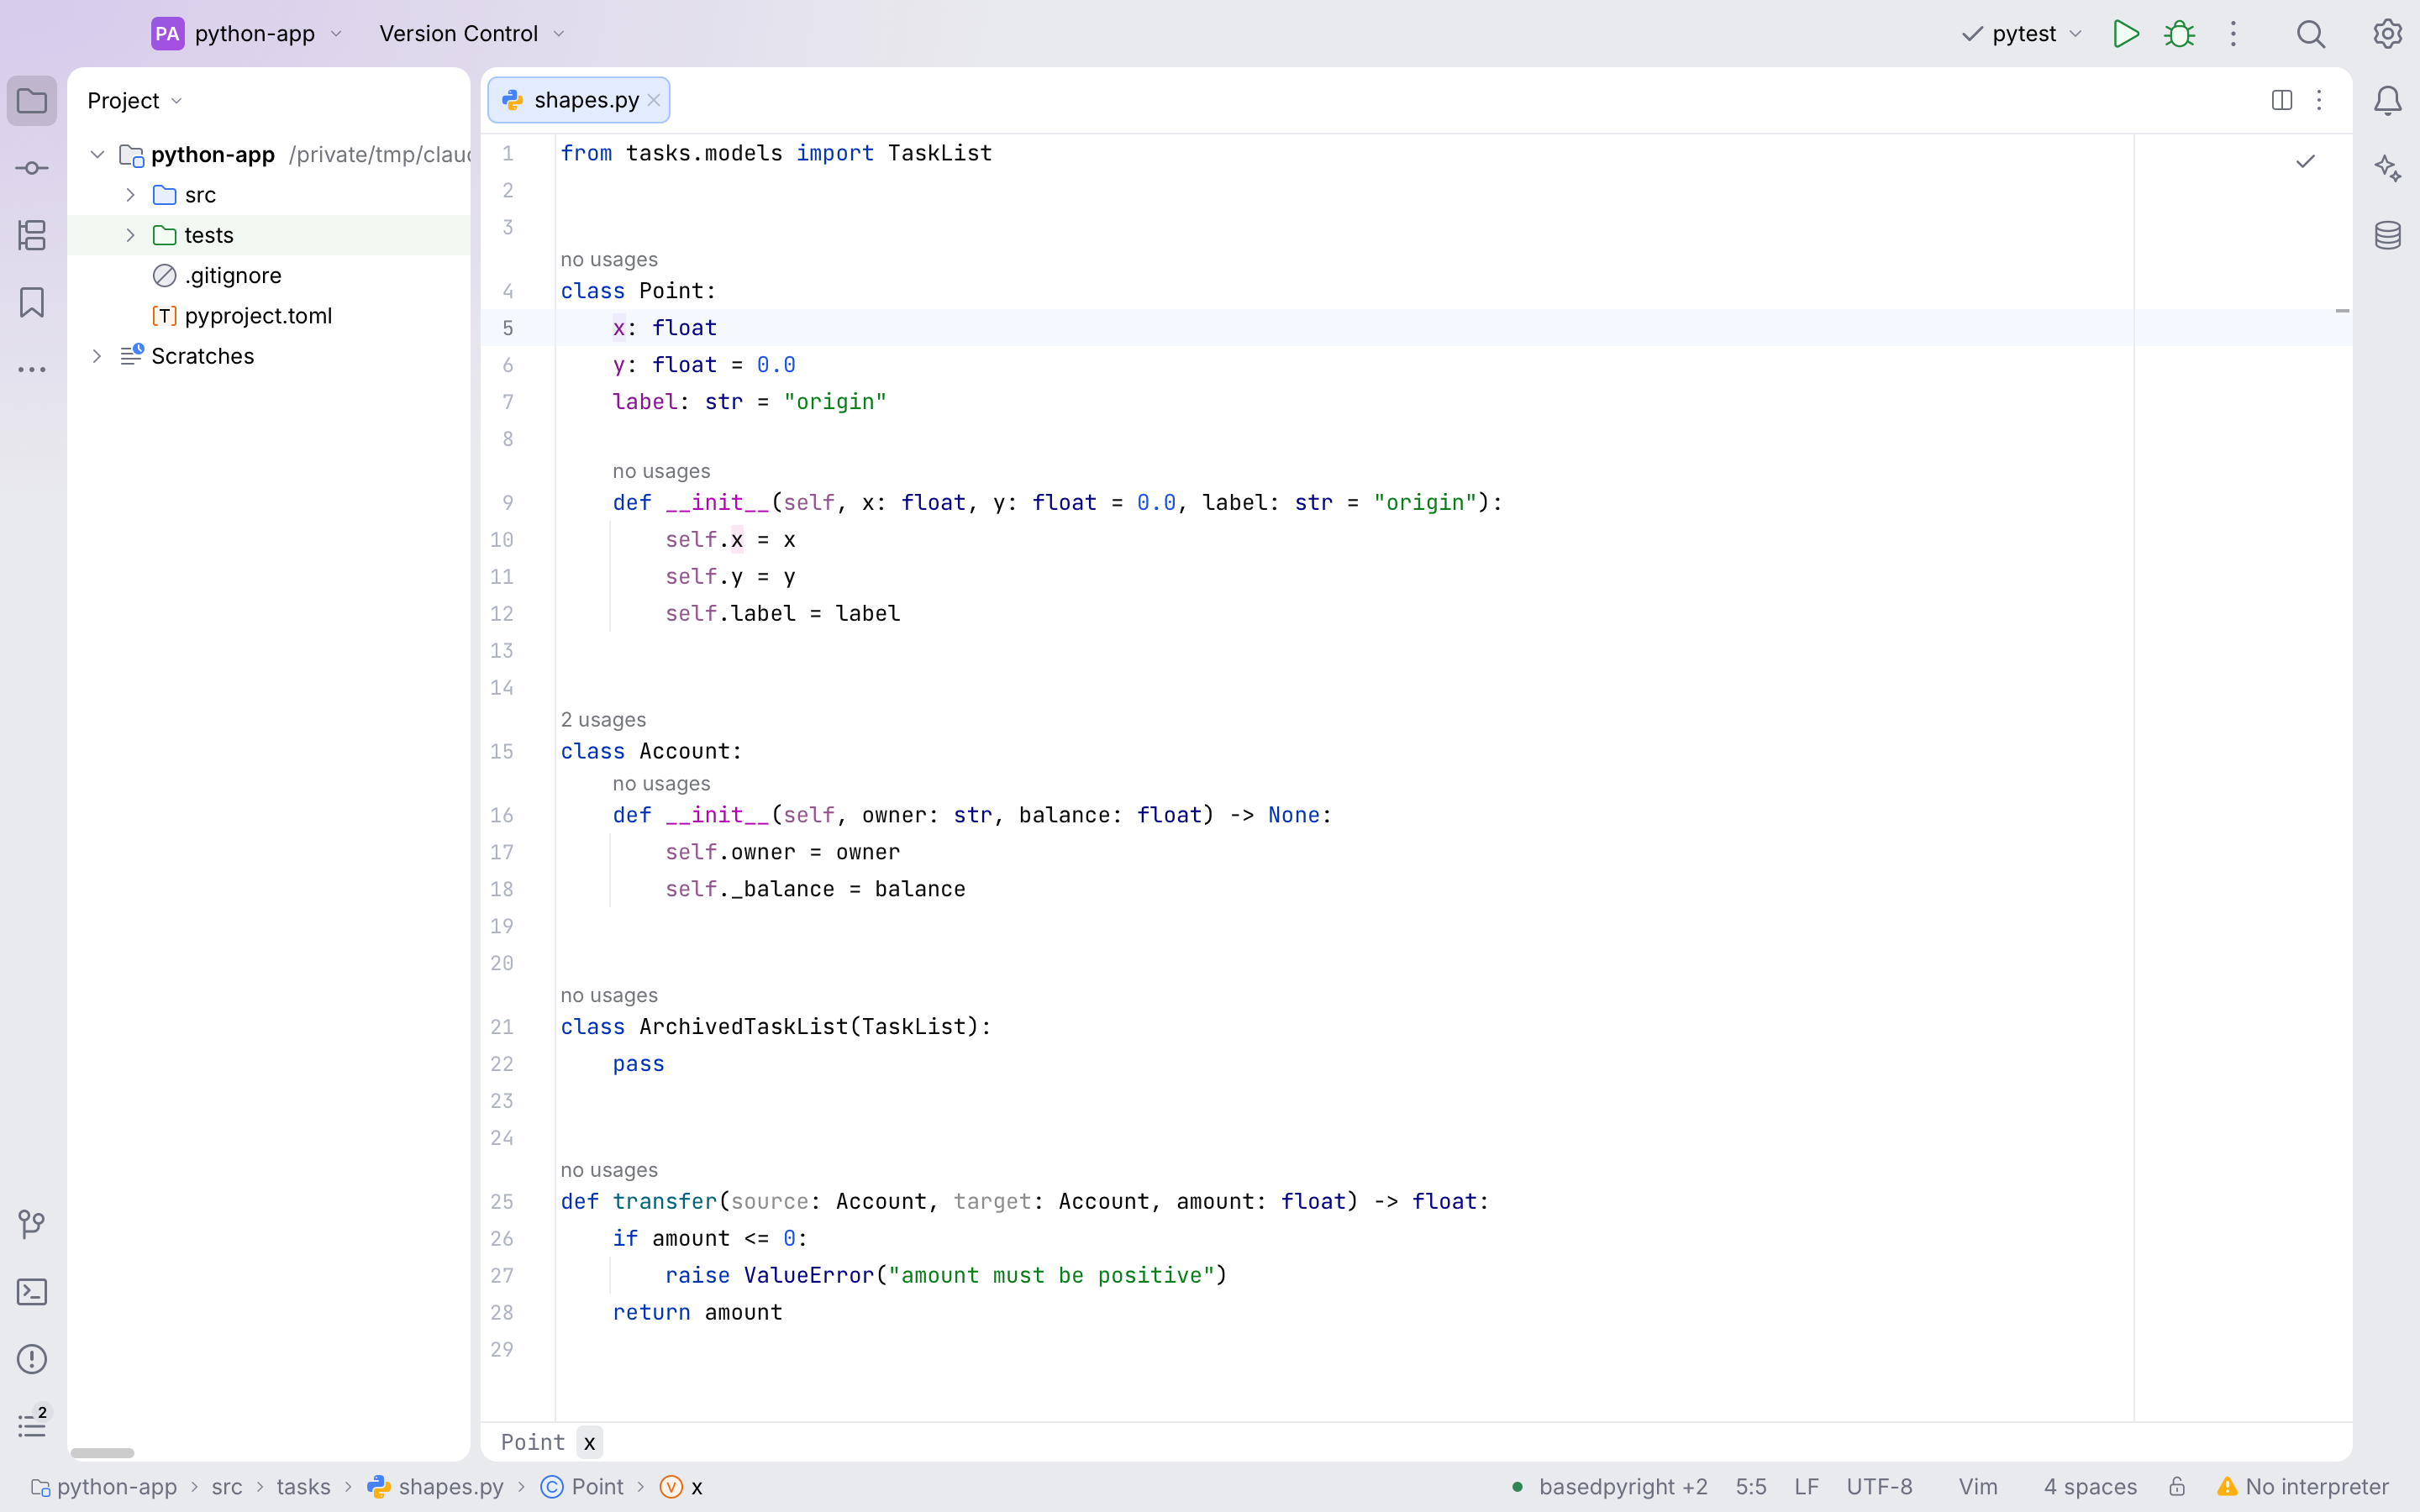 PA python-app Version Control pytest
Project
shapes.py
python-app /private/tmp/clau
src
tests
.gitignore
[T] pyproject.toml
Scratches
1 from tasks.models import TaskList
2
3
no usages
4 class Point:
5     x: float
6     y: float = 0.0
7     label: str = "origin"
8
no usages
9     def __init__(self, x: float, y: float = 0.0, label: str = "origin"):
10         self.x = x
11         self.y = y
12         self.label = label
13
14
2 usages
15 class Account:
no usages
16     def __init__(self, owner: str, balance: float) -> None:
17         self.owner = owner
18         self._balance = balance
19
20
no usages
21 class ArchivedTaskList(TaskList):
22     pass
23
24
no usages
25 def transfer(source: Account, target: Account, amount: float) -> float:
26     if amount <= 0:
27         raise ValueError("amount must be positive")
28     return amount
29
2
Point x
python-app > src > tasks > shapes.py > C Point > V x
basedpyright +2 5:5 LF UTF-8 Vim 4 spaces No interpreter